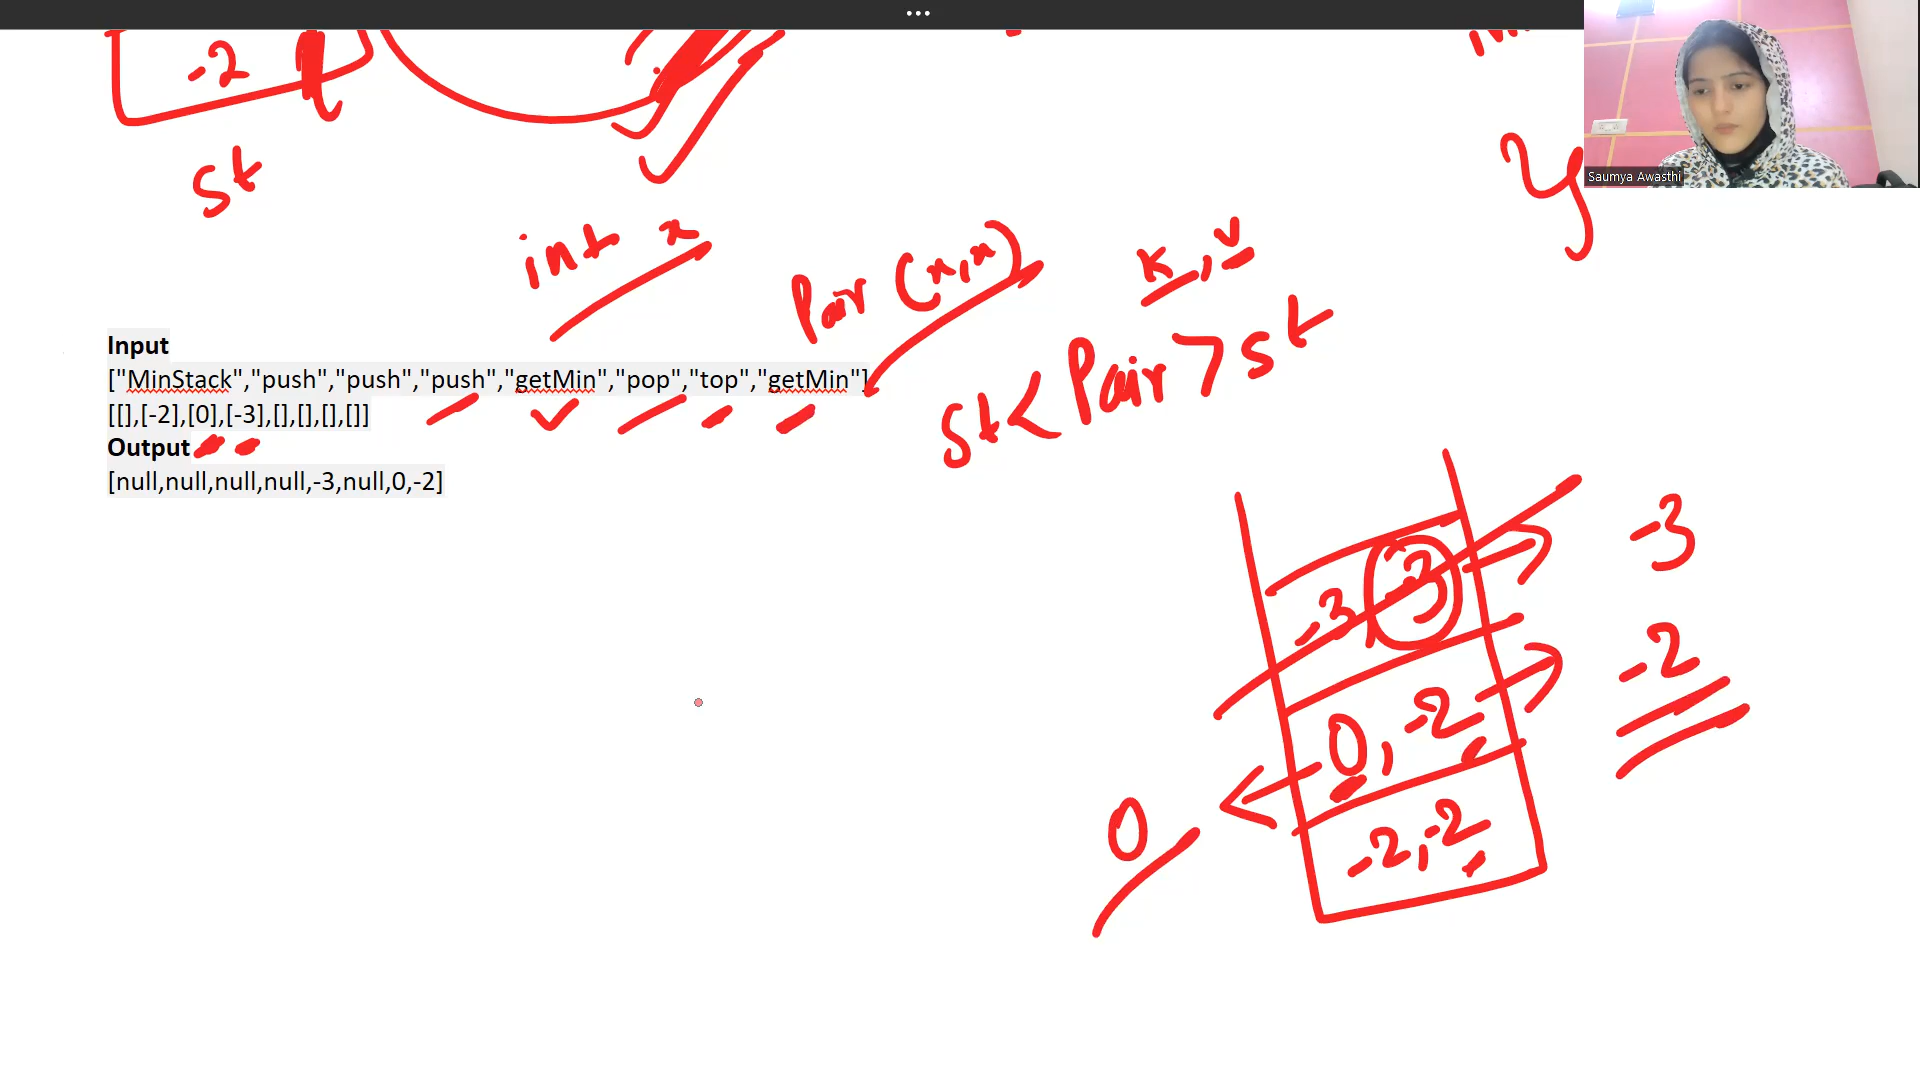 ...
-2
in
Saumya Awasthi
st
int x
Pair (x,x)
K,v
st<Pair>st
Input
["MinStack","push","push","push","getMin","pop","top","getMin"]
[[],[-2],[0],[-3],[],[],[],[]]
Output
[null,null,null,null,-3,null,0,-2]
-3,-3
-3
0,-2
-2
0
-2,-2